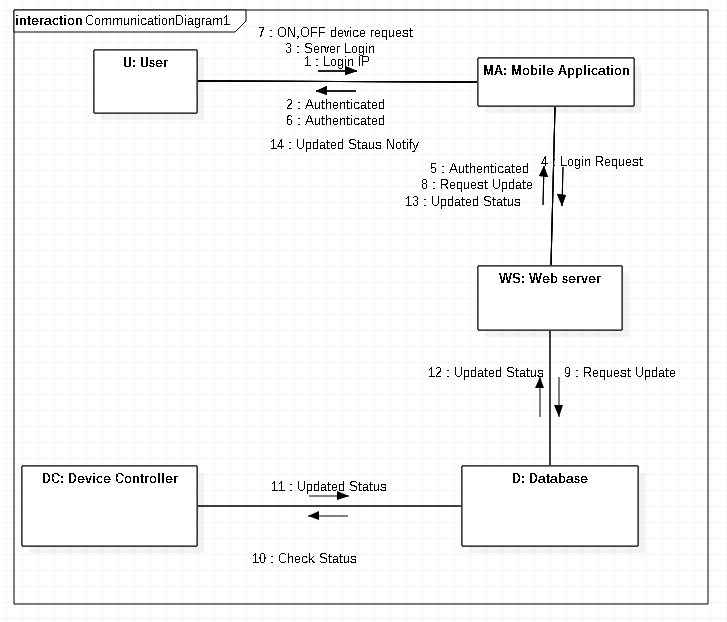 interaction CommunicationDiagram1
7 : ON,OFF device request
3 : Server Login
1 : Login IP
U: User
MA: Mobile Application
2 : Authenticated
6 : Authenticated
14 : Updated Staus Notify
4 : Login Request
5 : Authenticated
8 : Request Update
13 : Updated Status
WS: Web server
12 : Updated Status
9 : Request Update
DC: Device Controller
11 : Updated Status
D: Database
10 : Check Status